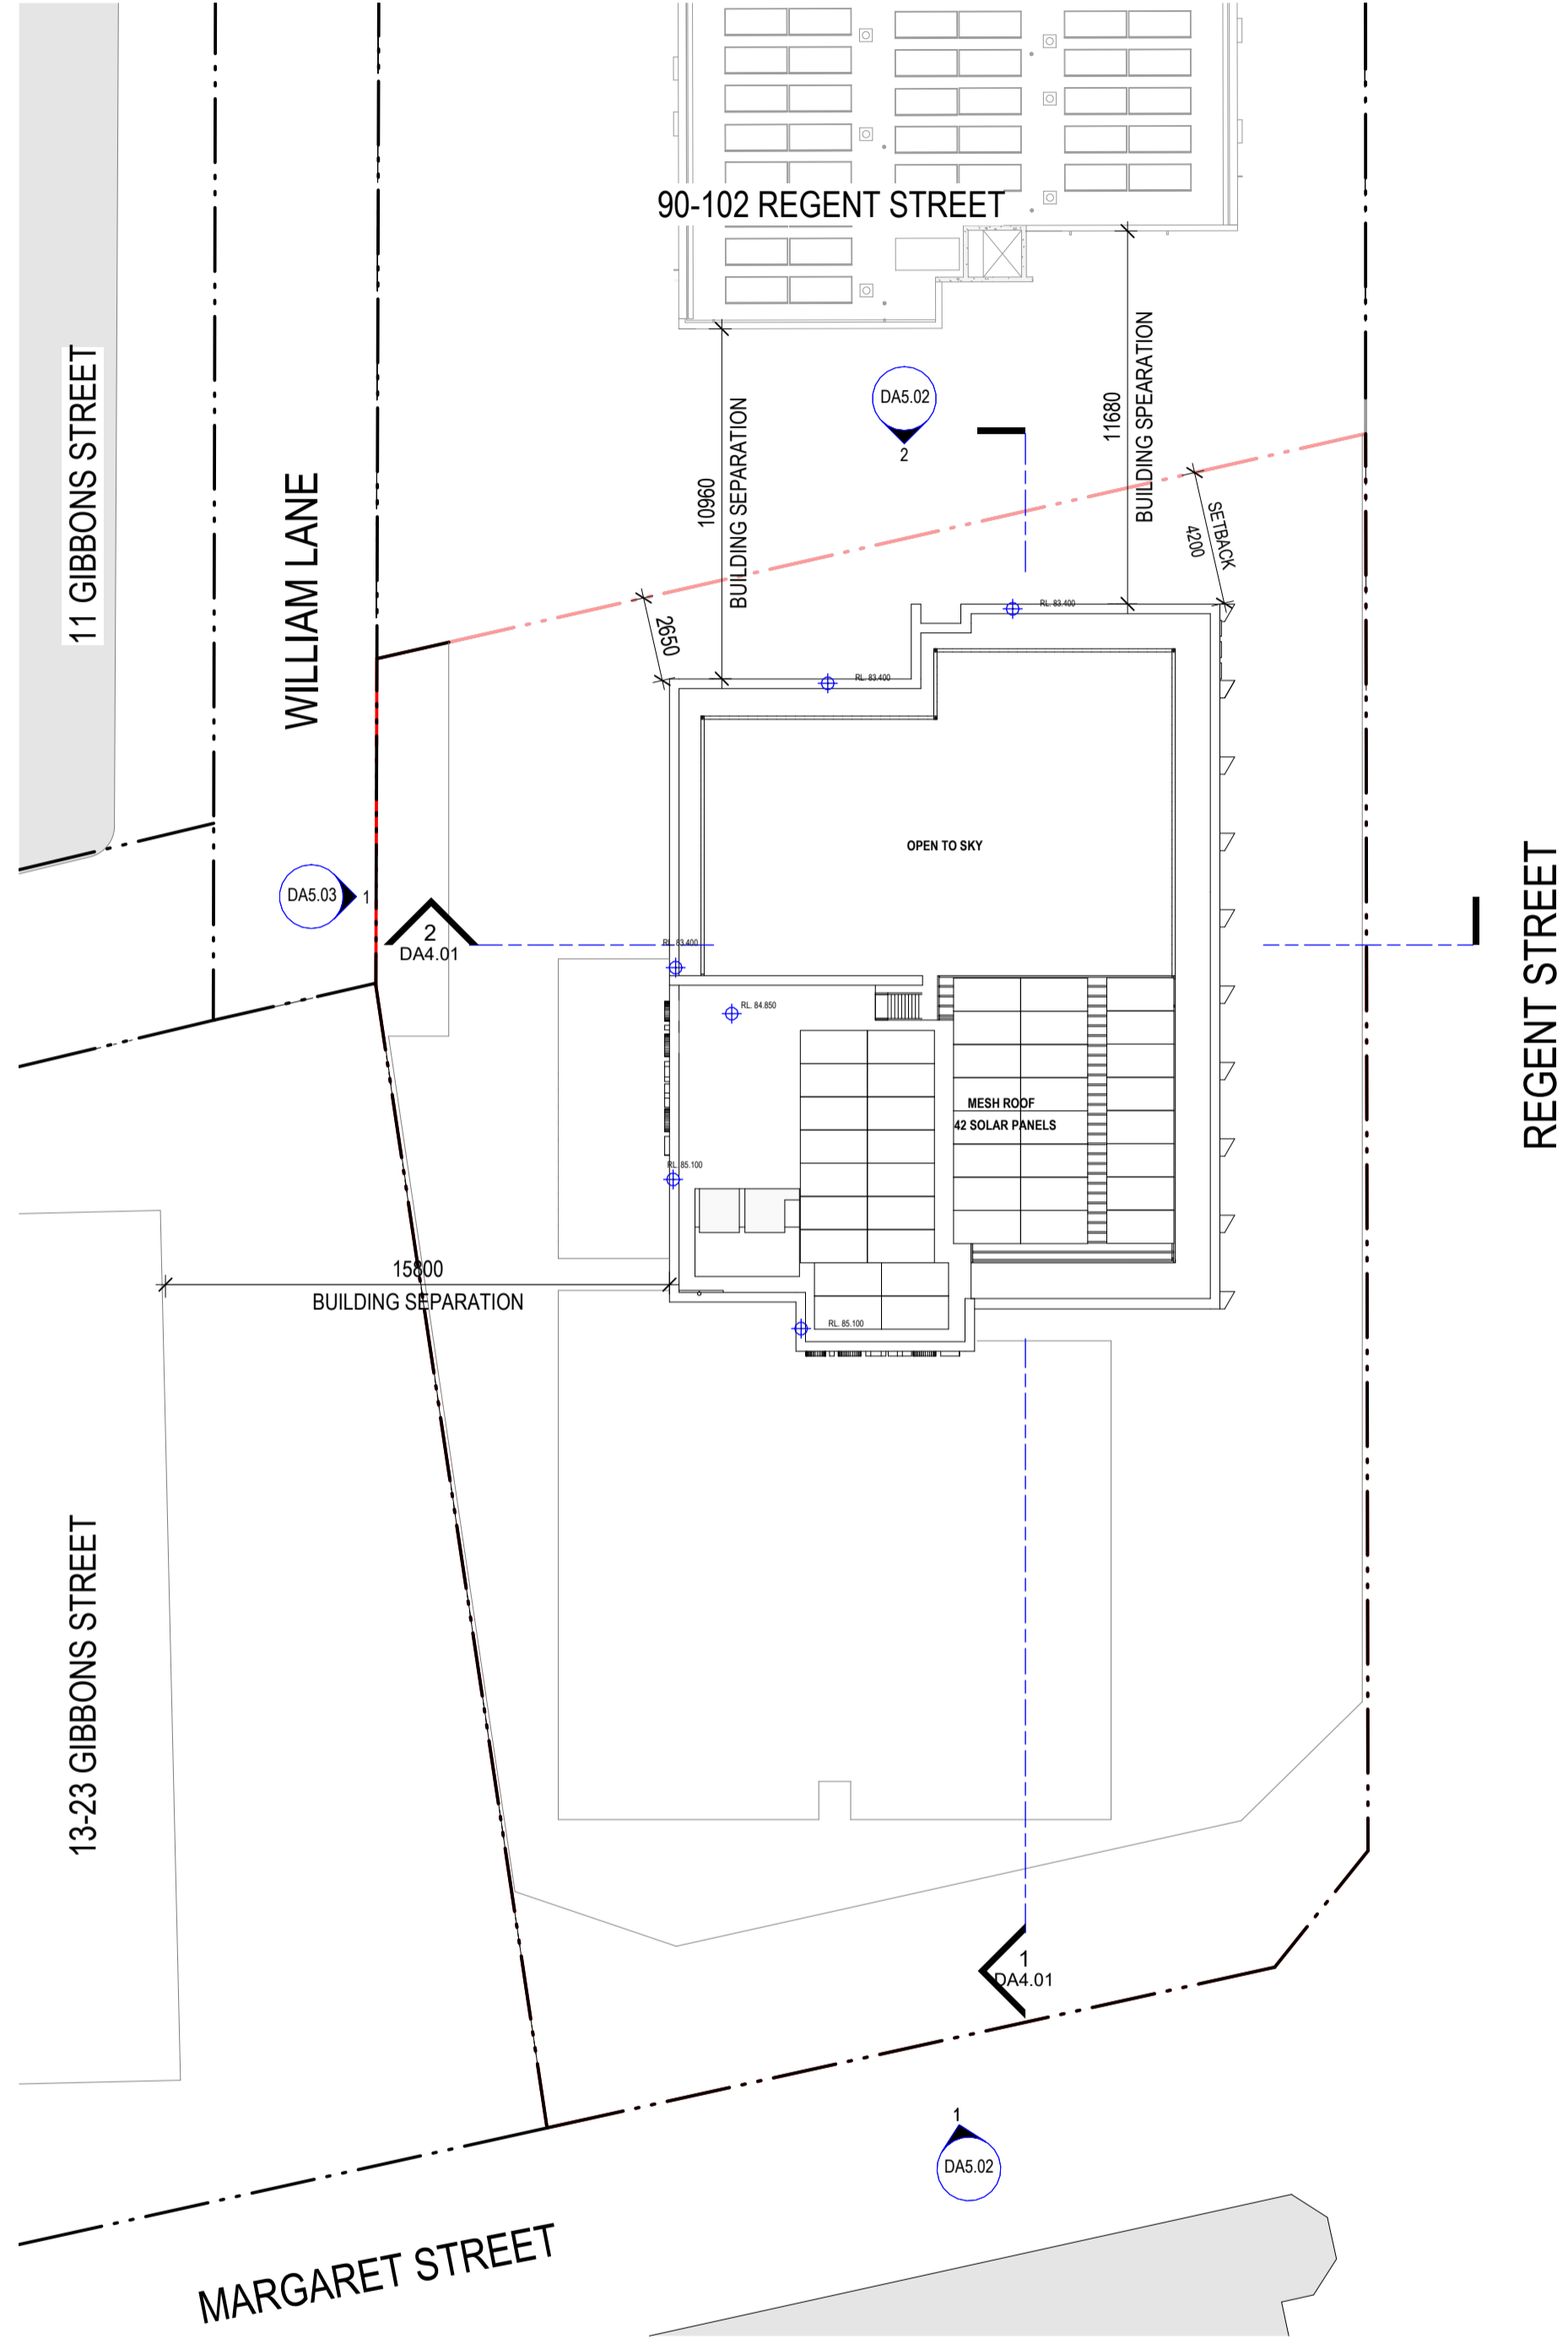 90-102 REGENT STREET
11 GIBBONS STREET
WILLIAM LANE
10960
BUILDING SEPARATION
DA5.02
2
11680
BUILDING SPEARATION
SETBACK
4200
2650
RL. 83.400
RL. 83.400
OPEN TO SKY
DA5.03
1
2
DA4.01
RL. 83.400
RL. 84.850
REGENT STREET
MESH ROOF
42 SOLAR PANELS
RL. 85.100
15800
BUILDING SEPARATION
RL. 85.100
13-23 GIBBONS STREET
1
DA4.01
1
DA5.02
MARGARET STREET